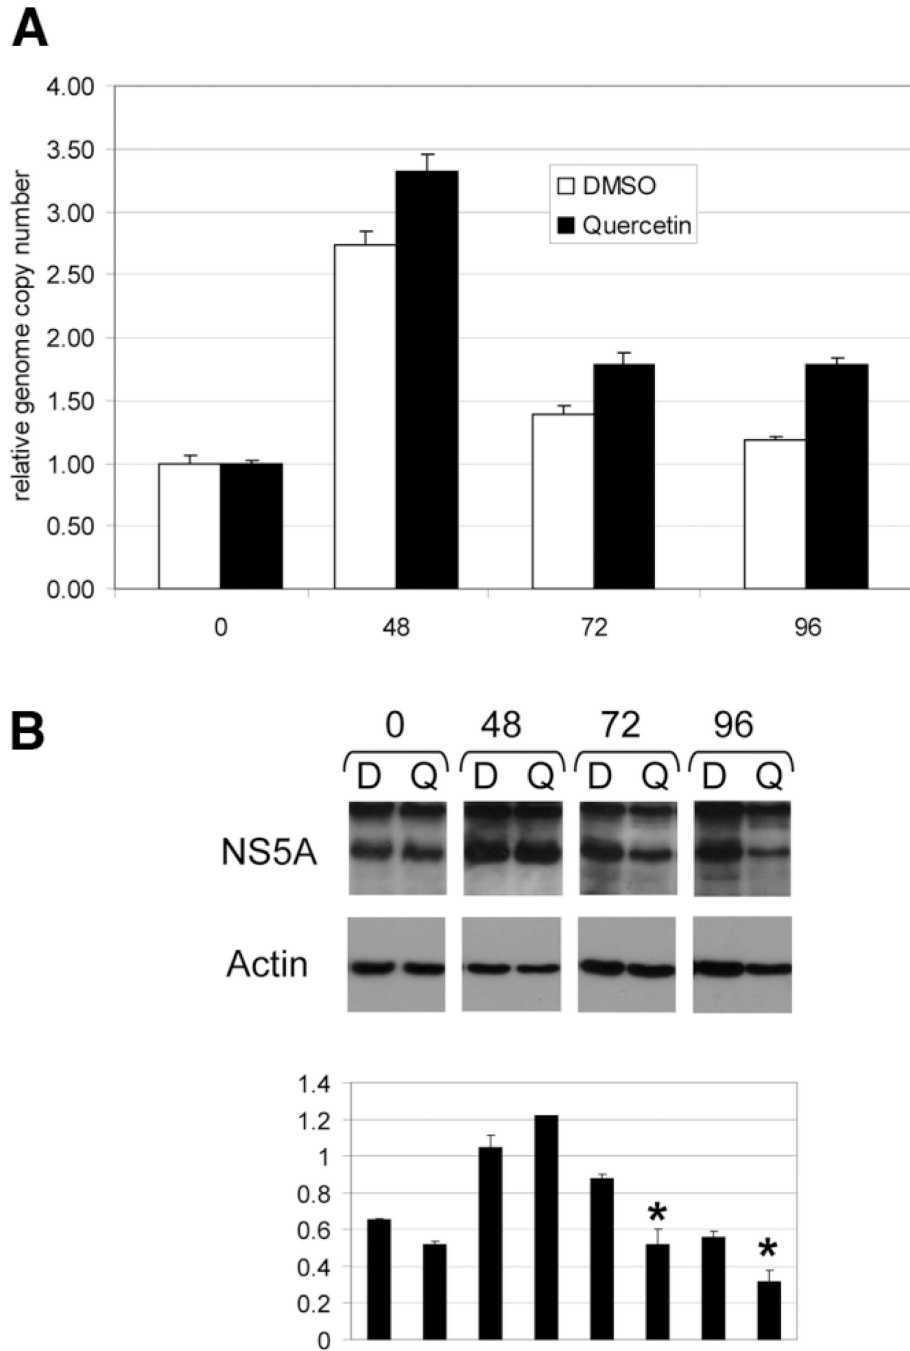 A
relative genome copy number
4.00
3.50
3.00
2.50
2.00
1.50
1.00
0.50
0.00
DMSO
Quercetin
0 48 72 96
B
0 48 72 96
D Q D Q D Q D Q
NS5A
Actin
1.4
1.2
1
0.8
0.6
0.4
0.2
0
* *